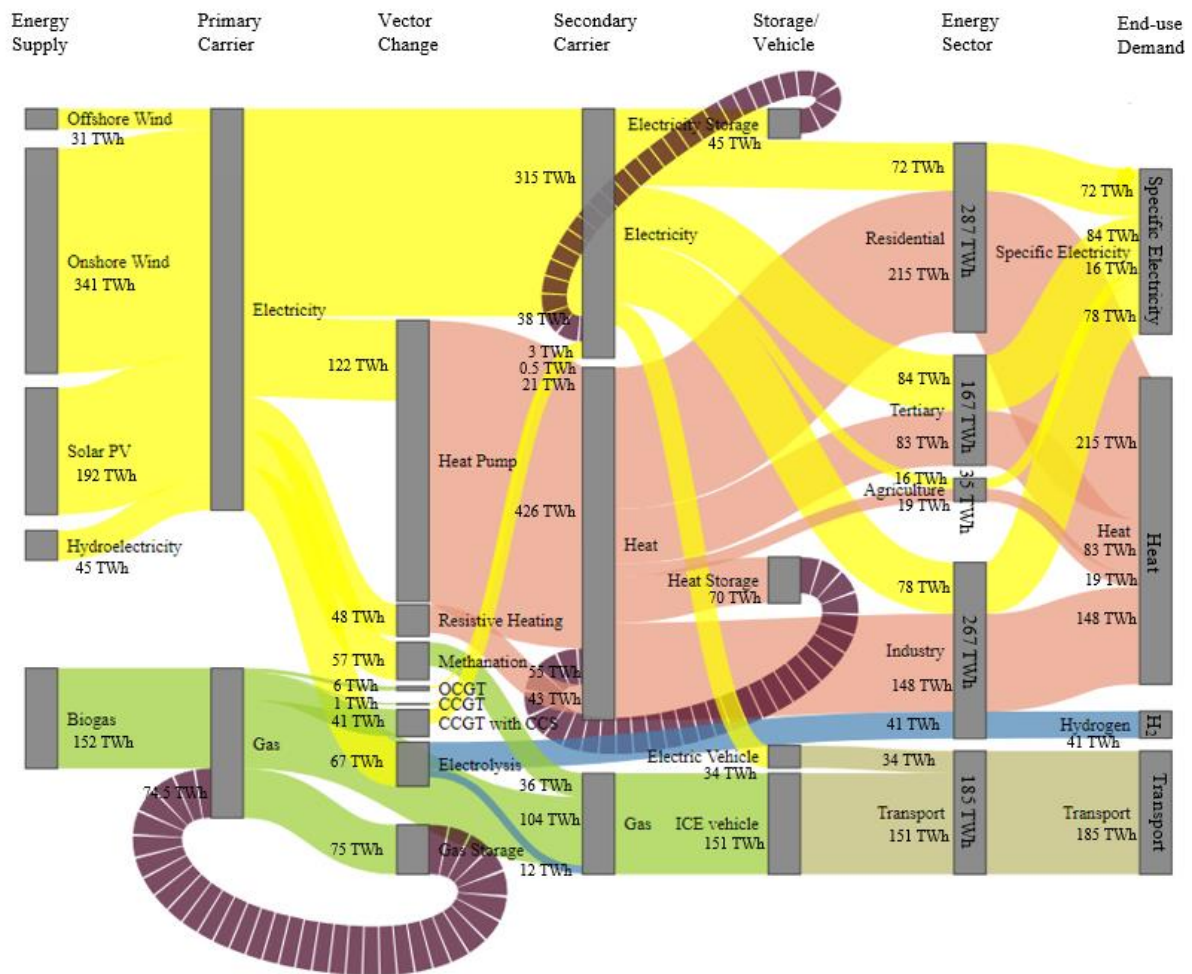 Energy Supply
Primary Carrier
Vector Change
Secondary Carrier
Storage/ Vehicle
Energy Sector
End-use Demand
Offshore Wind
31 TWh
Onshore Wind
341 TWh
Solar PV
192 TWh
Hydroelectricity
45 TWh
Biogas
152 TWh
Electricity
Gas
74.5 TWh
122 TWh
Heat Pump
48 TWh
Resistive Heating
57 TWh
Methanation
6 TWh
OCGT
1 TWh
CCGT
41 TWh
CCGT with CCS
67 TWh
Electrolysis
75 TWh
Gas Storage
315 TWh
Electricity
38 TWh
3 TWh
0.5 TWh
21 TWh
426 TWh
Heat
55 TWh
43 TWh
36 TWh
104 TWh
Gas
12 TWh
Electricity Storage
45 TWh
Heat Storage
70 TWh
Electric Vehicle
34 TWh
ICE vehicle
151 TWh
72 TWh
Residential
287 TWh
215 TWh
84 TWh
Tertiary
167 TWh
83 TWh
16 TWh
Agriculture
35 TWh
19 TWh
78 TWh
Industry
267 TWh
148 TWh
41 TWh
34 TWh
Transport
185 TWh
151 TWh
72 TWh
84 TWh
Specific Electricity
16 TWh
78 TWh
Specific Electricity
215 TWh
Heat
83 TWh
19 TWh
148 TWh
Heat
Hydrogen
41 TWh
H2
Transport
185 TWh
Transport